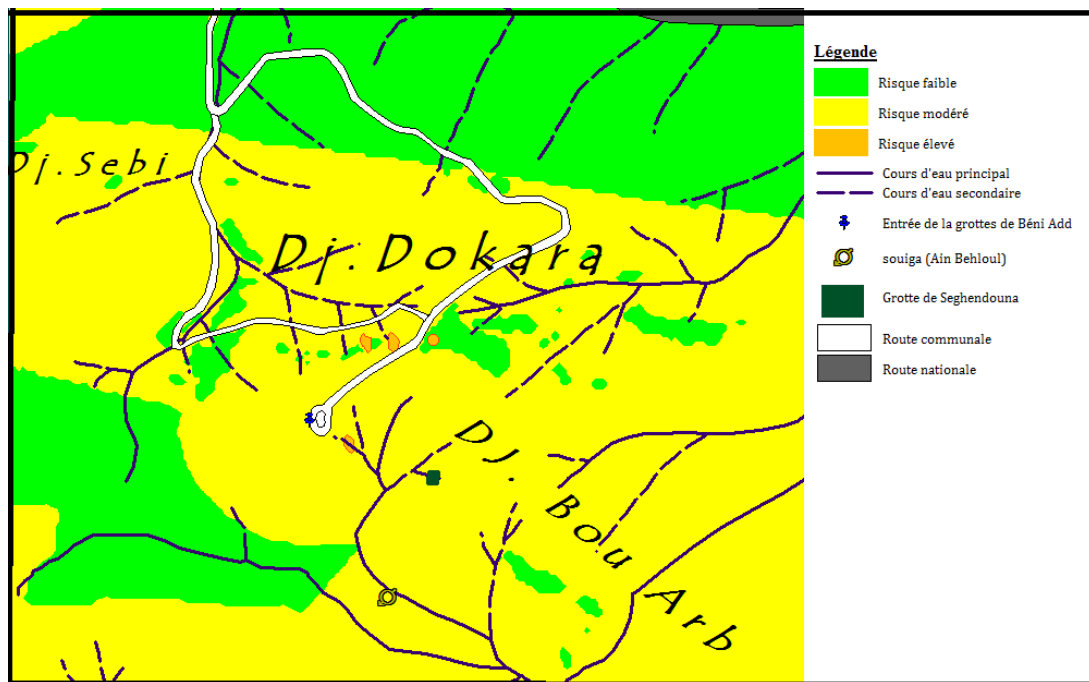 Dj. Sebi
Dj. Dokara
DJ. Bou Arb
Légende
Risque faible
Risque modéré
Risque élevé
Cours d'eau principal
Cours d'eau secondaire
Entrée de la grottes de Béni Add
souiga (Ain Behloul)
Grotte de Seghendouna
Route communale
Route nationale